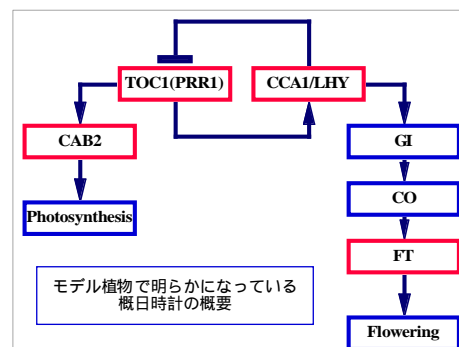 TOC1(PRR1)
CCA1/LHY
CAB2
GI
Photosynthesis
CO
FT
モデル植物で明らかになっている
概日時計の概要
Flowering